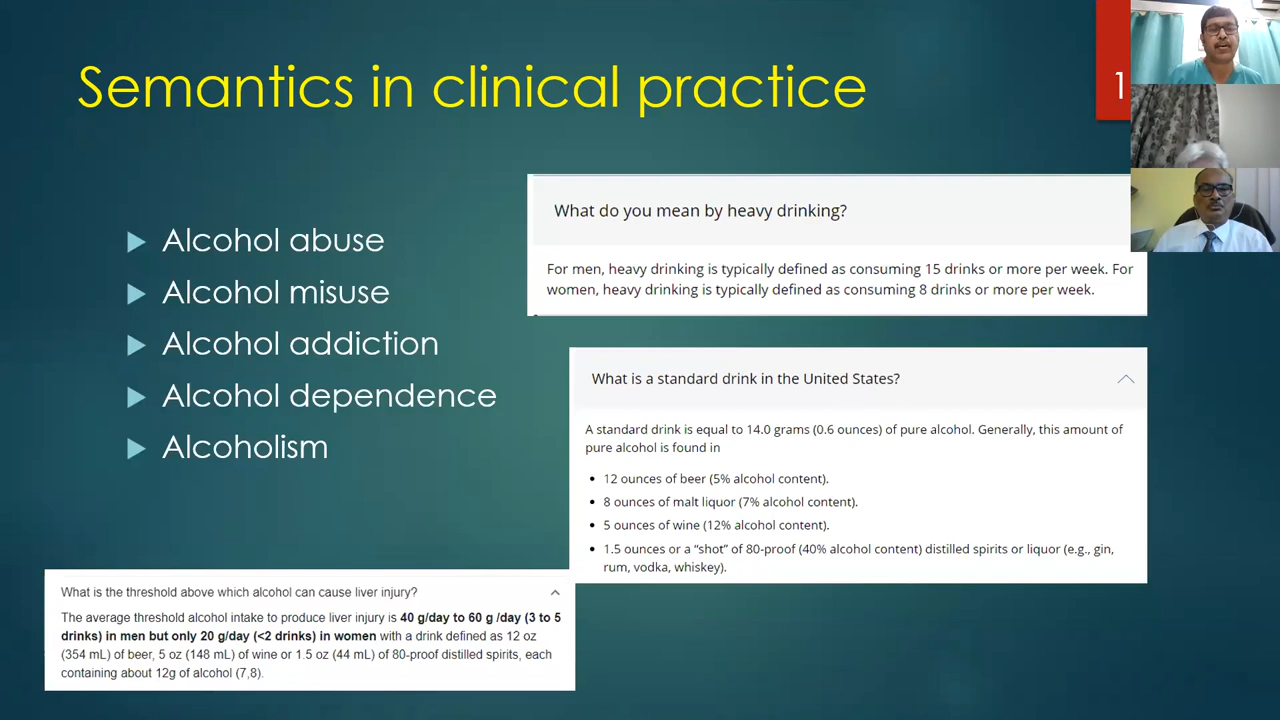 Semantics in clinical practice
1
Alcohol abuse
Alcohol misuse
Alcohol addiction
Alcohol dependence
Alcoholism
What do you mean by heavy drinking?
For men, heavy drinking is typically defined as consuming 15 drinks or more per week. For
women, heavy drinking is typically defined as consuming 8 drinks or more per week.
What is a standard drink in the United States?
A standard drink is equal to 14.0 grams (0.6 ounces) of pure alcohol. Generally, this amount of
pure alcohol is found in
• 12 ounces of beer (5% alcohol content).
• 8 ounces of malt liquor (7% alcohol content).
• 5 ounces of wine (12% alcohol content).
• 1.5 ounces or a “shot” of 80-proof (40% alcohol content) distilled spirits or liquor (e.g., gin,
rum, vodka, whiskey).
What is the threshold above which alcohol can cause liver injury?
The average threshold alcohol intake to produce liver injury is 40 g/day to 60 g /day (3 to 5
drinks) in men but only 20 g/day (<2 drinks) in women with a drink defined as 12 oz
(354 mL) of beer, 5 oz (148 mL) of wine or 1.5 oz (44 mL) of 80-proof distilled spirits, each
containing about 12g of alcohol (7,8).